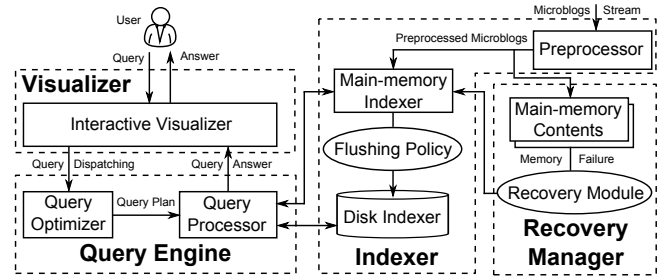 Microblogs Stream
User
Preprocessed Microblogs
Preprocessor
Query Answer
Visualizer
Main-memory
Indexer
Interactive Visualizer
Main-memory
Contents
Flushing Policy
Query Dispatching
Query Answer
Memory Failure
Query
Optimizer
Query Plan
Query
Processor
Disk Indexer
Recovery Module
Query Engine
Indexer
Recovery
Manager